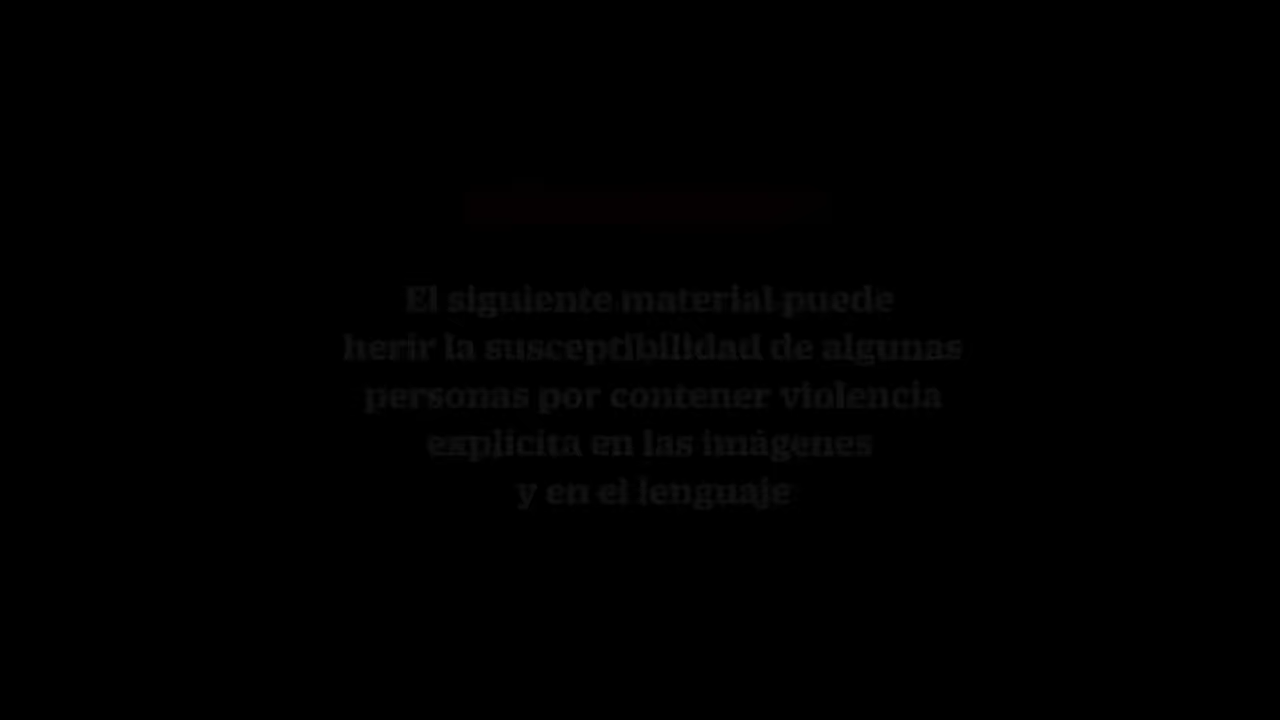 El siguiente material puede
herir la susceptibilidad de algunas
personas por contener violencia
explicita en las imágenes
y en el lenguaje